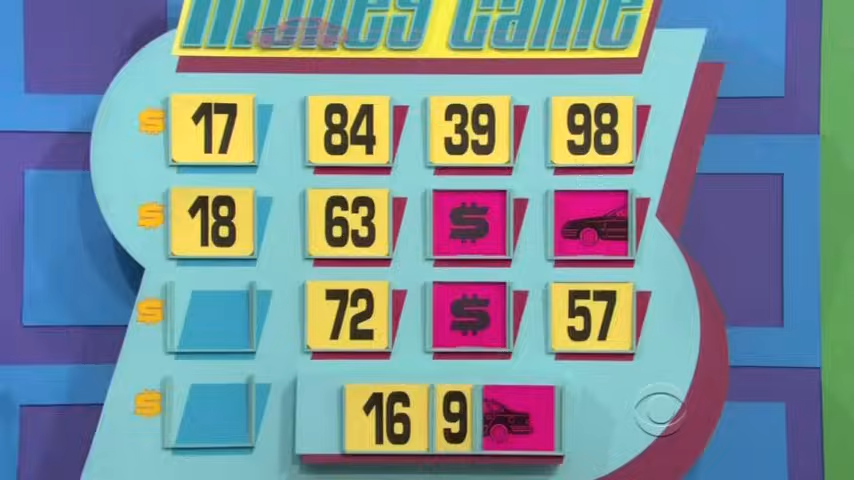 Money Game
$ 17 84 39 98
$ 18 63 $
$ 72 $ 57
$ 16 9